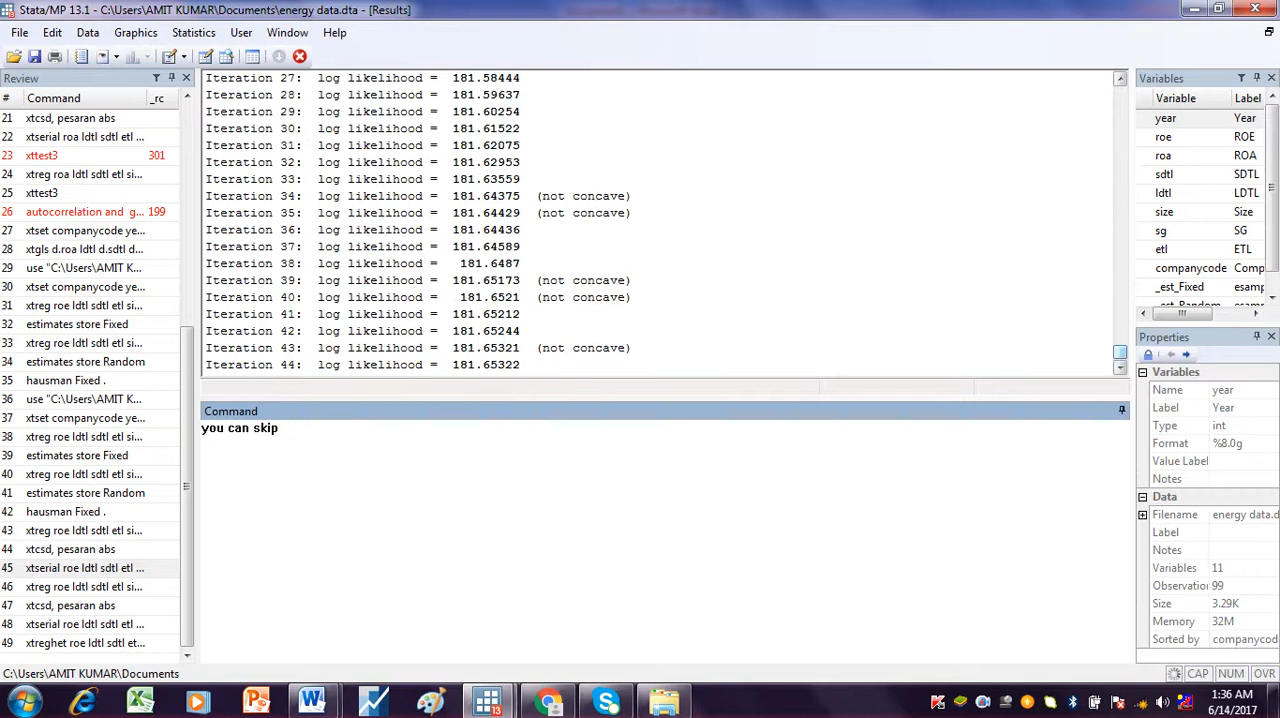 Stata/MP 13.1 - C:\Users\AMIT KUMAR\Documents\energy data.dta - [Results]
File Edit Data Graphics Statistics User Window Help
Review
# Command _rc
21 xtcsd, pesaran abs
22 xtserial roa ldtl sdtl etl ...
23 xttest3 301
24 xtreg roa ldtl sdtl etl si...
25 xttest3
26 autocorrelation and g... 199
27 xtset companycode ye...
28 xtgls d.roa ldtl d.sdtl d...
29 use "C:\Users\AMIT K...
30 xtset companycode ye...
31 xtreg roe ldtl sdtl etl si...
32 estimates store Fixed
33 xtreg roe ldtl sdtl etl si...
34 estimates store Random
35 hausman Fixed .
36 use "C:\Users\AMIT K...
37 xtset companycode ye...
38 xtreg roe ldtl sdtl etl si...
39 estimates store Fixed
40 xtreg roe ldtl sdtl etl si...
41 estimates store Random
42 hausman Fixed .
43 xtreg roe ldtl sdtl etl si...
44 xtcsd, pesaran abs
45 xtserial roe ldtl sdtl etl ...
46 xtreg roe ldtl sdtl etl si...
47 xtcsd, pesaran abs
48 xtserial roe ldtl sdtl etl ...
49 xtreghet roe ldtl sdtl et...
Iteration 27: log likelihood = 181.58444
Iteration 28: log likelihood = 181.59637
Iteration 29: log likelihood = 181.60254
Iteration 30: log likelihood = 181.61522
Iteration 31: log likelihood = 181.62075
Iteration 32: log likelihood = 181.62953
Iteration 33: log likelihood = 181.63559
Iteration 34: log likelihood = 181.64375 (not concave)
Iteration 35: log likelihood = 181.64429 (not concave)
Iteration 36: log likelihood = 181.64436
Iteration 37: log likelihood = 181.64589
Iteration 38: log likelihood = 181.6487
Iteration 39: log likelihood = 181.65173 (not concave)
Iteration 40: log likelihood = 181.6521 (not concave)
Iteration 41: log likelihood = 181.65212
Iteration 42: log likelihood = 181.65244
Iteration 43: log likelihood = 181.65321 (not concave)
Iteration 44: log likelihood = 181.65322
Command
you can skip
Variables
Variable Label
year Year
roe ROE
roa ROA
sdtl SDTL
ldtl LDTL
size Size
sg SG
etl ETL
companycode Comp
_est_Fixed esamp
_est_Random esamp
Properties
Variables
Name year
Label Year
Type int
Format %8.0g
Value Label
Notes
Data
Filename energy data.d
Label
Notes
Variables 11
Observation 99
Size 3.29K
Memory 32M
Sorted by companycod
C:\Users\AMIT KUMAR\Documents
CAP NUM OVR
1:36 AM
6/14/2017